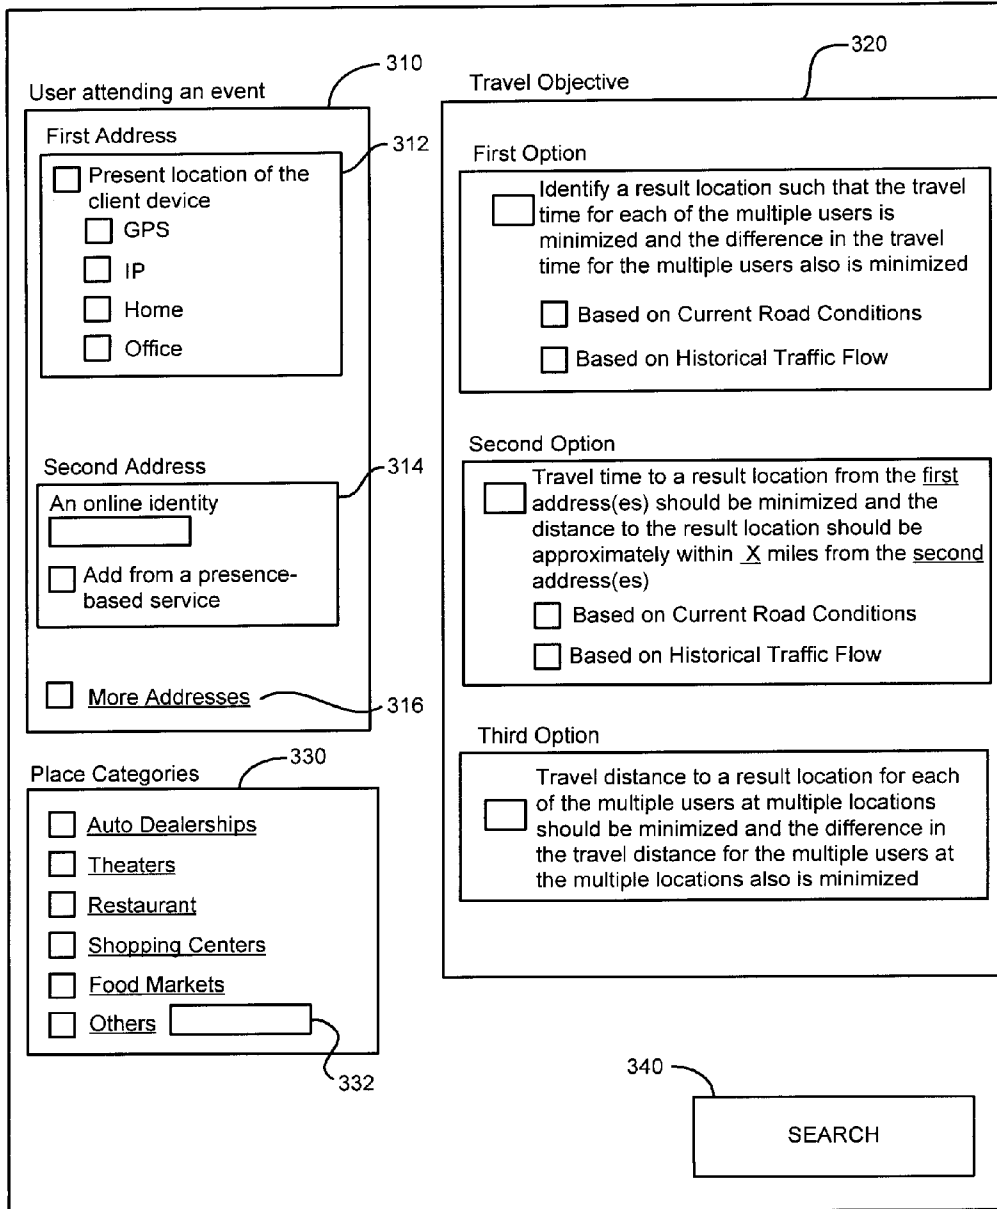 310
User attending an event
First Address
312
Present location of the
client device
GPS
IP
Home
Office
Second Address
314
An online identity
Add from a presence-
based service
More Addresses
316
Place Categories
330
Auto Dealerships
Theaters
Restaurant
Shopping Centers
Food Markets
Others
332
320
Travel Objective
First Option
Identify a result location such that the travel
time for each of the multiple users is
minimized and the difference in the travel
time for the multiple users also is minimized
Based on Current Road Conditions
Based on Historical Traffic Flow
Second Option
Travel time to a result location from the first
address(es) should be minimized and the
distance to the result location should be
approximately within X miles from the second
address(es)
Based on Current Road Conditions
Based on Historical Traffic Flow
Third Option
Travel distance to a result location for each
of the multiple users at multiple locations
should be minimized and the difference in
the travel distance for the multiple users at
the multiple locations also is minimized
340
SEARCH